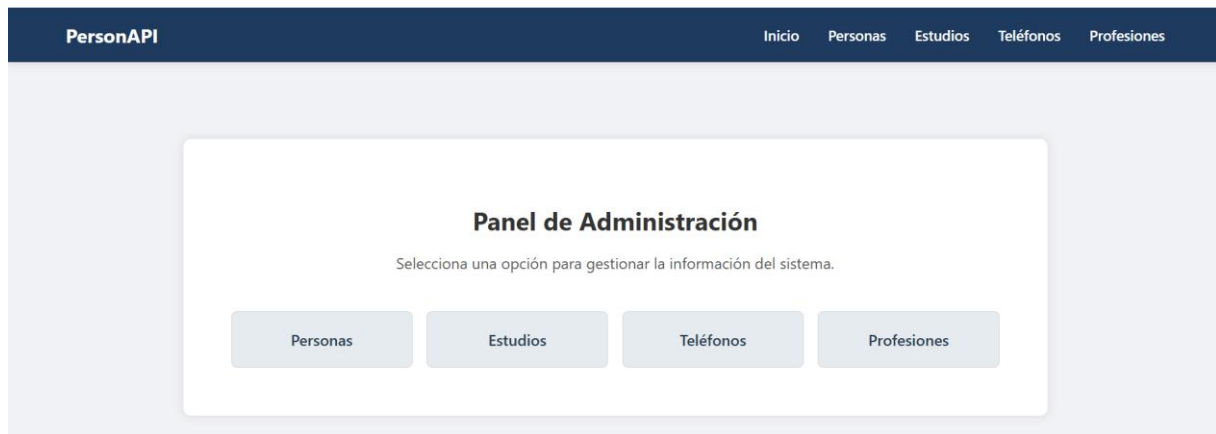 PersonAPI Inicio Personas Estudios Teléfonos Profesiones
Panel de Administración
Selecciona una opción para gestionar la información del sistema.
Personas Estudios Teléfonos Profesiones